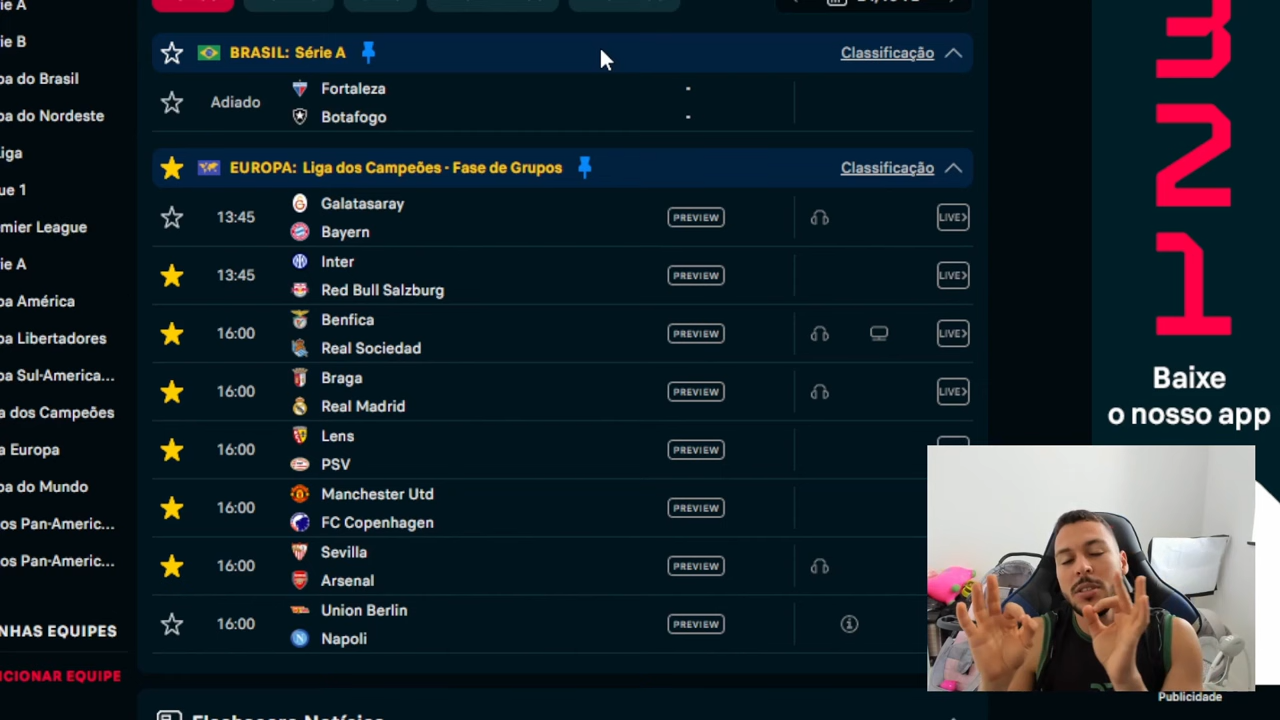 BRASIL: Série A
Classificação
Adiado
Fortaleza
-
Botafogo
-
EUROPA: Liga dos Campeões - Fase de Grupos
Classificação
13:45
Galatasaray
Bayern
PREVIEW
LIVE
13:45
Inter
Red Bull Salzburg
PREVIEW
LIVE
16:00
Benfica
Real Sociedad
PREVIEW
LIVE
16:00
Braga
Real Madrid
PREVIEW
LIVE
16:00
Lens
PSV
PREVIEW
16:00
Manchester Utd
FC Copenhagen
PREVIEW
16:00
Sevilla
Arsenal
PREVIEW
16:00
Union Berlin
Napoli
PREVIEW
ie A
ie B
pa do Brasil
pa do Nordeste
Liga
ue 1
mier League
ie A
pa América
pa Libertadores
pa Sul-America...
a dos Campeões
a Europa
pa do Mundo
os Pan-Americ...
os Pan-Americ...
NHAS EQUIPES
ICIONAR EQUIPE
Baixe
o nosso app
Publicidade